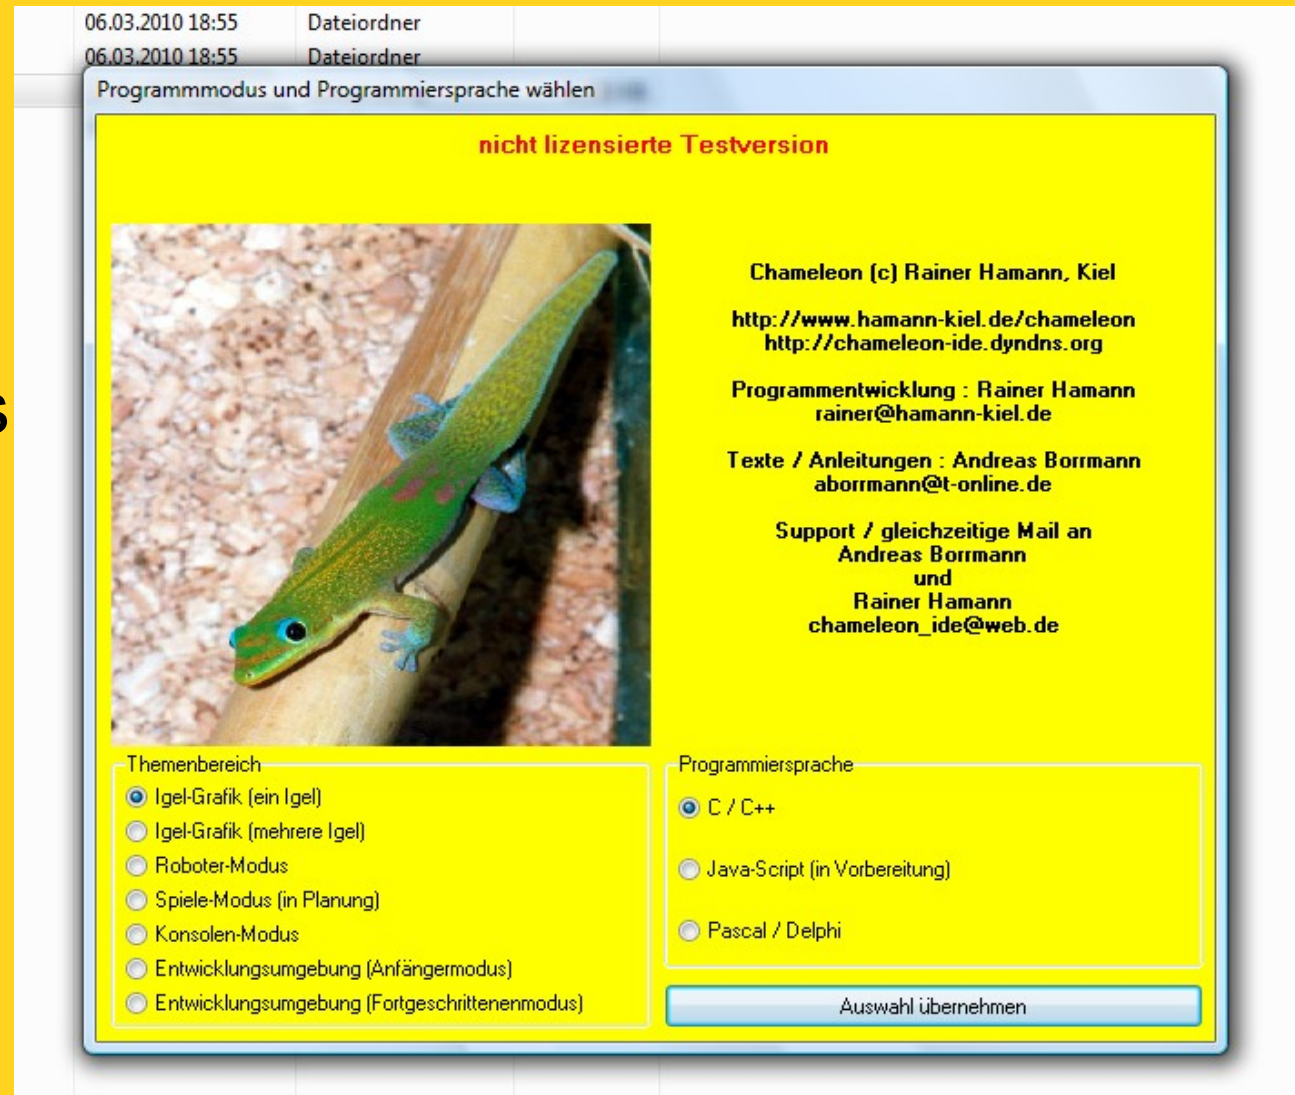 06.03.2010 18:55 Dateiordner
06.03.2010 18:55 Dateiordner
Programmmodus und Programmiersprache wählen
nicht lizensierte Testversion
Chameleon (c) Rainer Hamann, Kiel
http://www.hamann-kiel.de/chameleon
http://chameleon-ide.dyndns.org
Programmentwicklung : Rainer Hamann
rainer@hamann-kiel.de
Texte / Anleitungen : Andreas Borrmann
aborrmann@t-online.de
Support / gleichzeitige Mail an
Andreas Borrmann
und
Rainer Hamann
chameleon_ide@web.de
Themenbereich
Igel-Grafik (ein Igel)
Igel-Grafik (mehrere Igel)
Roboter-Modus
Spiele-Modus (in Planung)
Konsolen-Modus
Entwicklungsumgebung (Anfängermodus)
Entwicklungsumgebung (Fortgeschrittenenmodus)
Programmiersprache
C / C++
Java-Script (in Vorbereitung)
Pascal / Delphi
Auswahl übernehmen